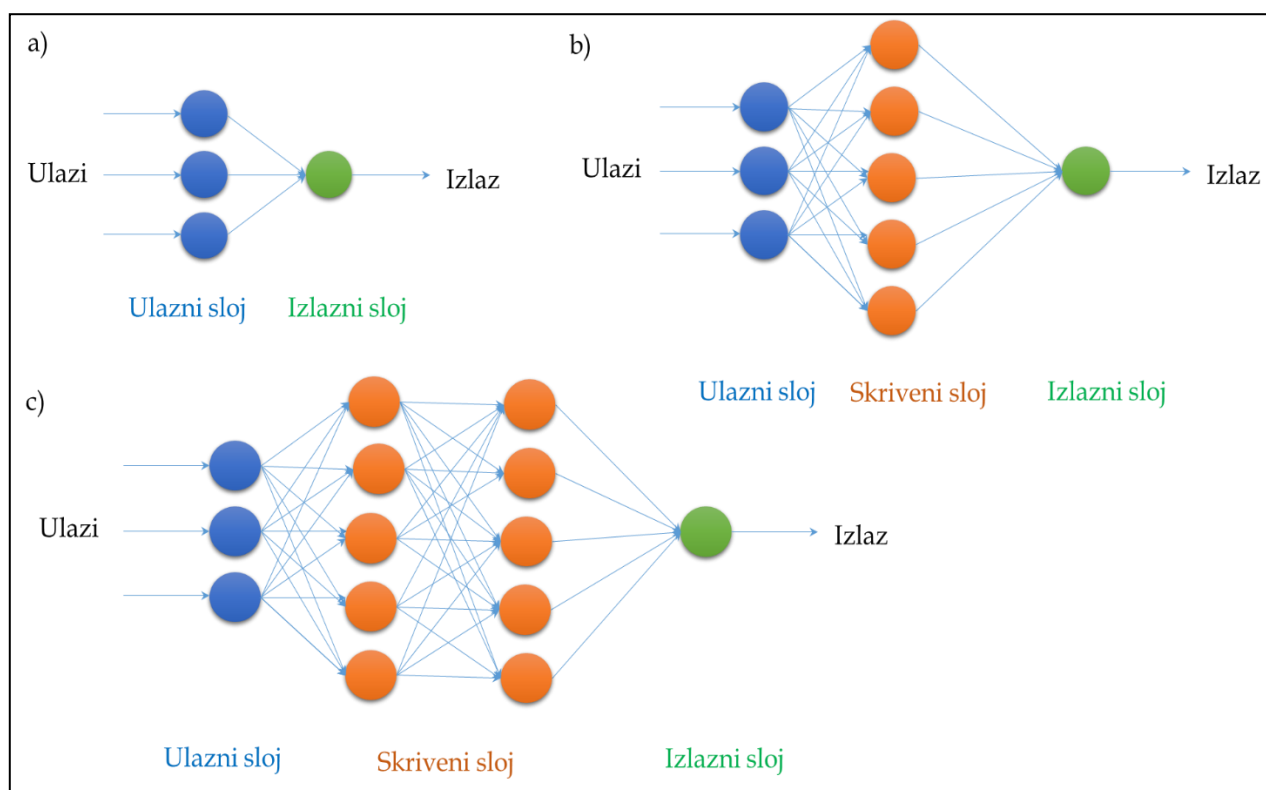 a)
Ulazi
Izlaz
Ulazni sloj
Izlazni sloj
b)
Ulazi
Izlaz
Ulazni sloj
Skriveni sloj
Izlazni sloj
c)
Ulazi
Izlaz
Ulazni sloj
Skriveni sloj
Izlazni sloj